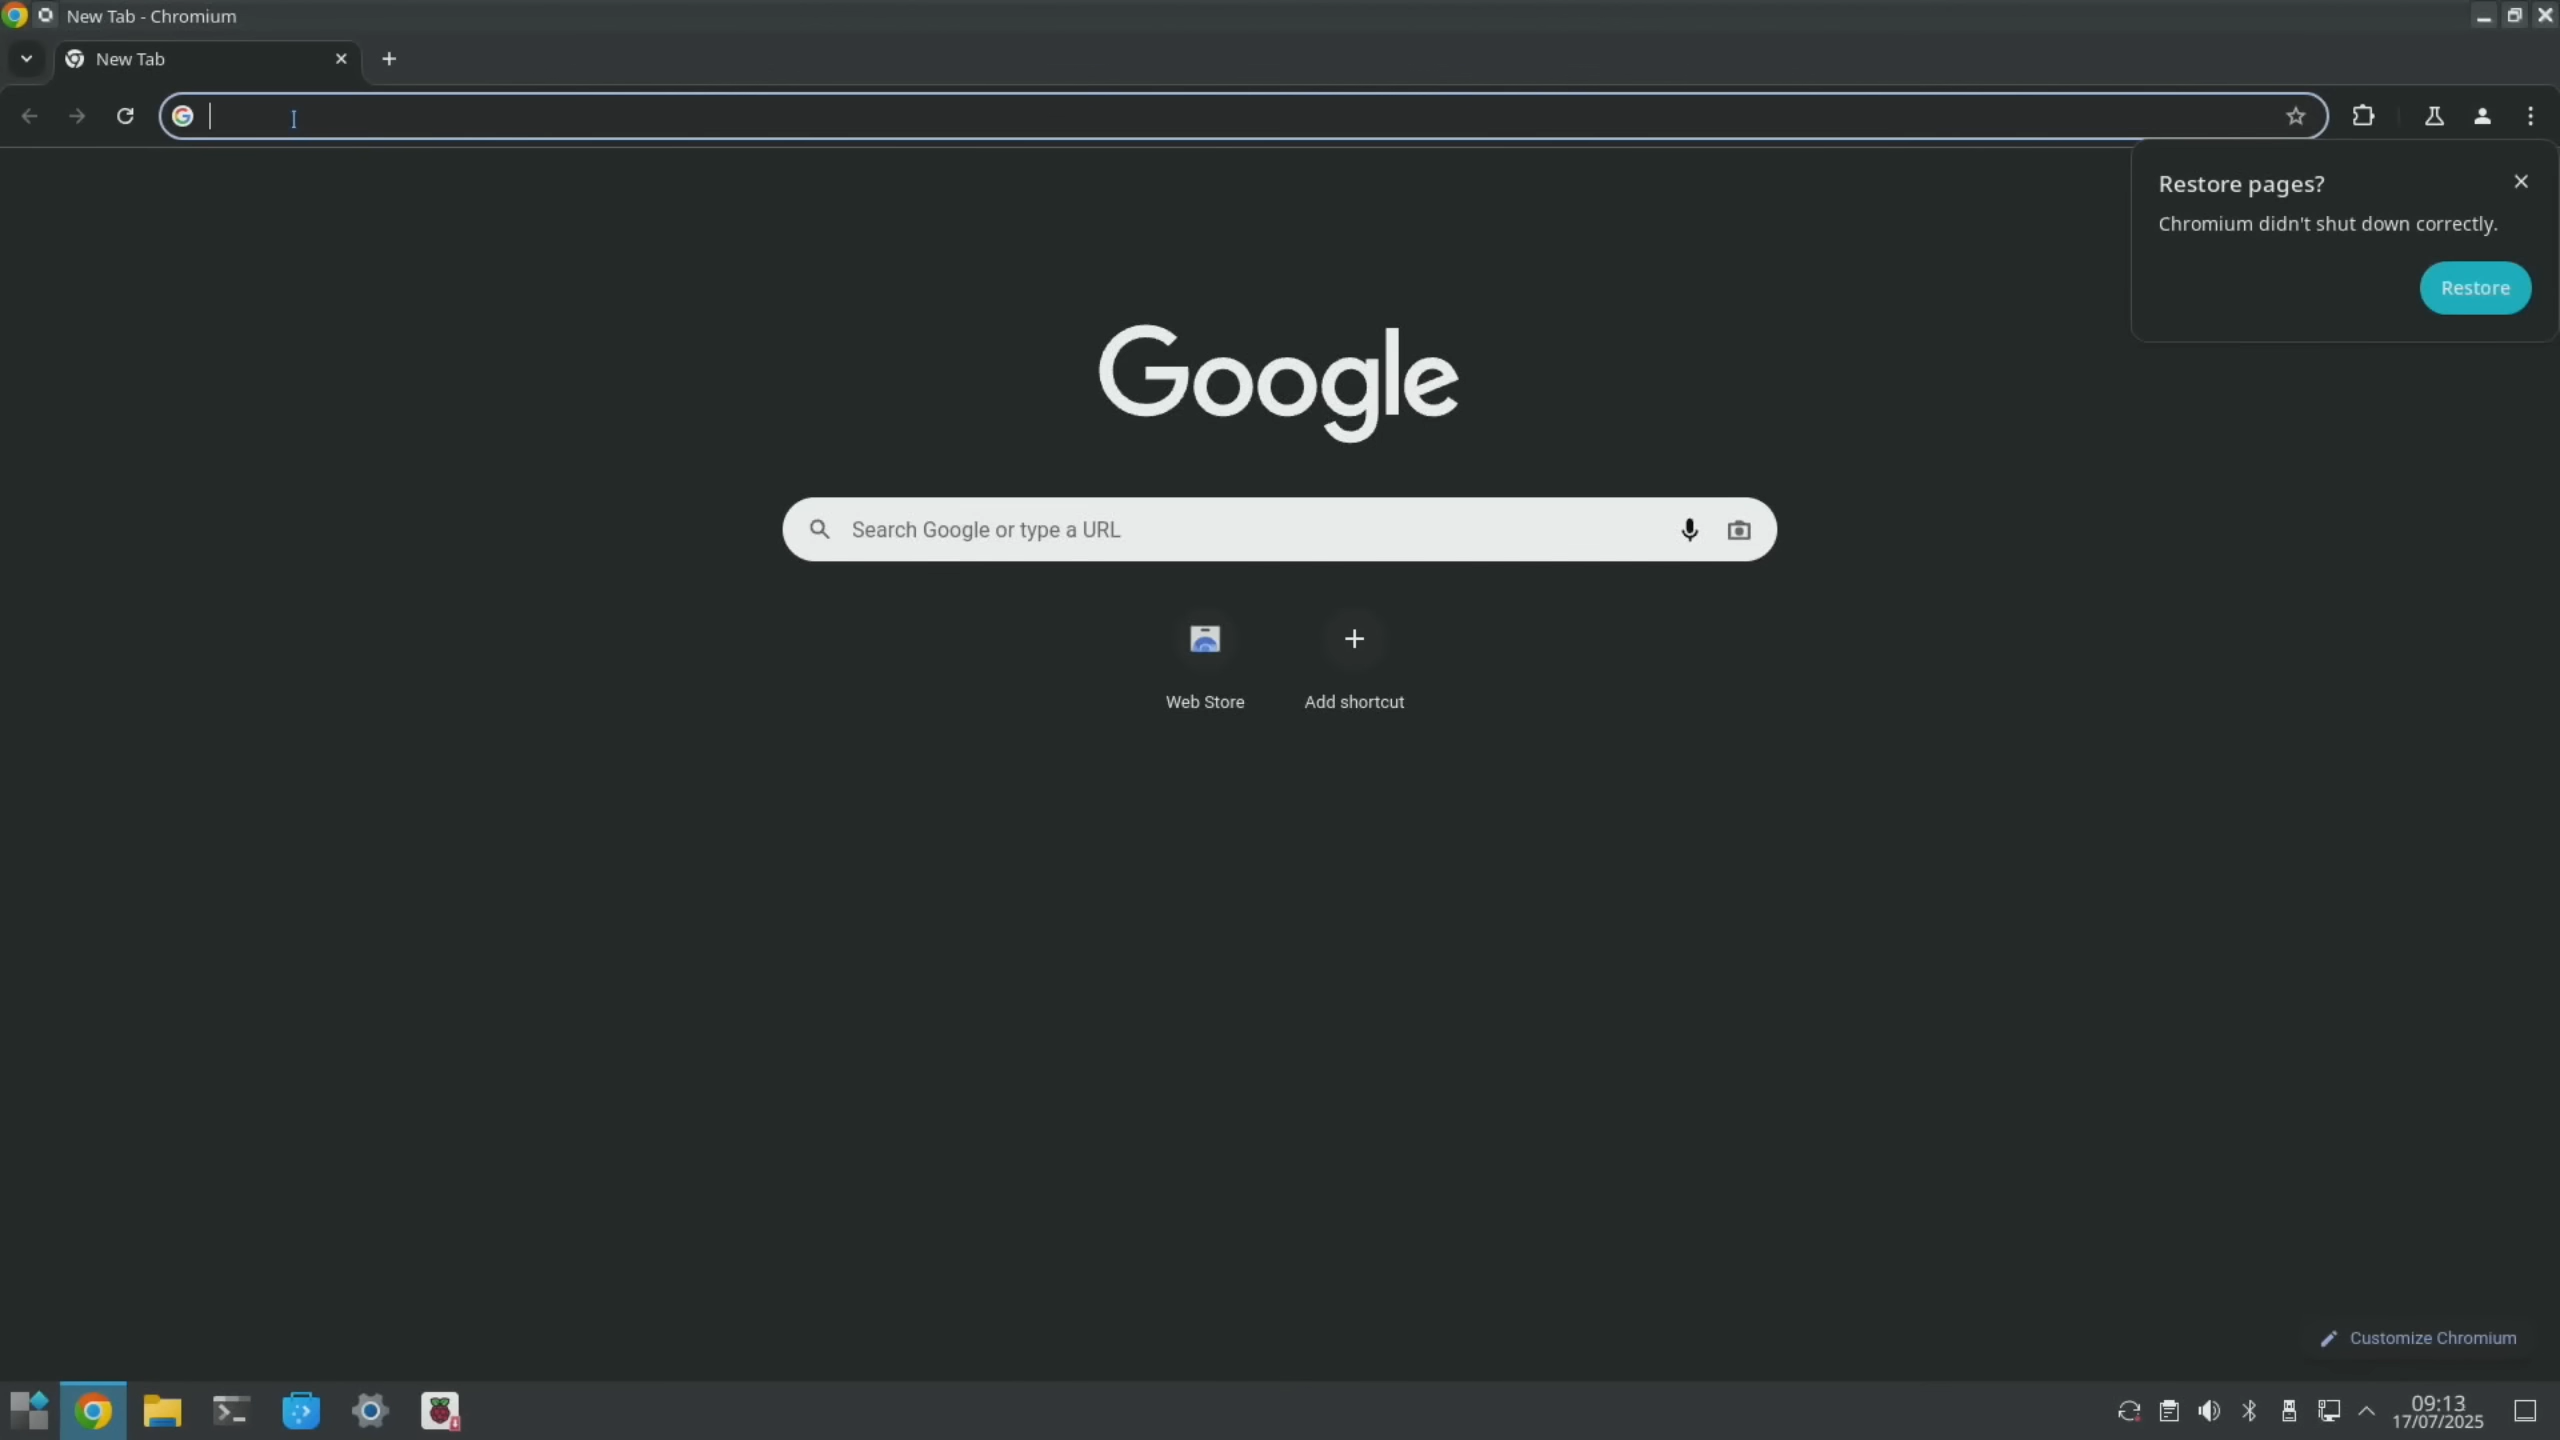 New Tab - Chromium
New Tab
Restore pages?
Chromium didn't shut down correctly.
Restore
Google
Search Google or type a URL
Web Store
Add shortcut
Customize Chromium
09:13
17/07/2025